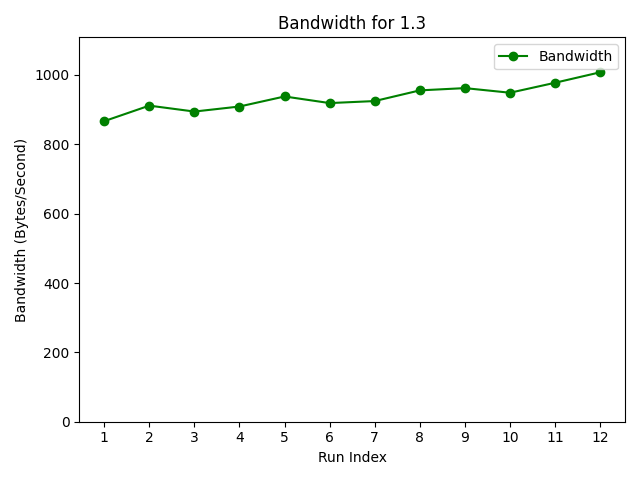 Bandwidth for 1.3
Bandwidth
1000
800
600
400
200
0
Bandwidth (Bytes/Second)
1 2 3 4 5 6 7 8 9 10 11 12
Run Index